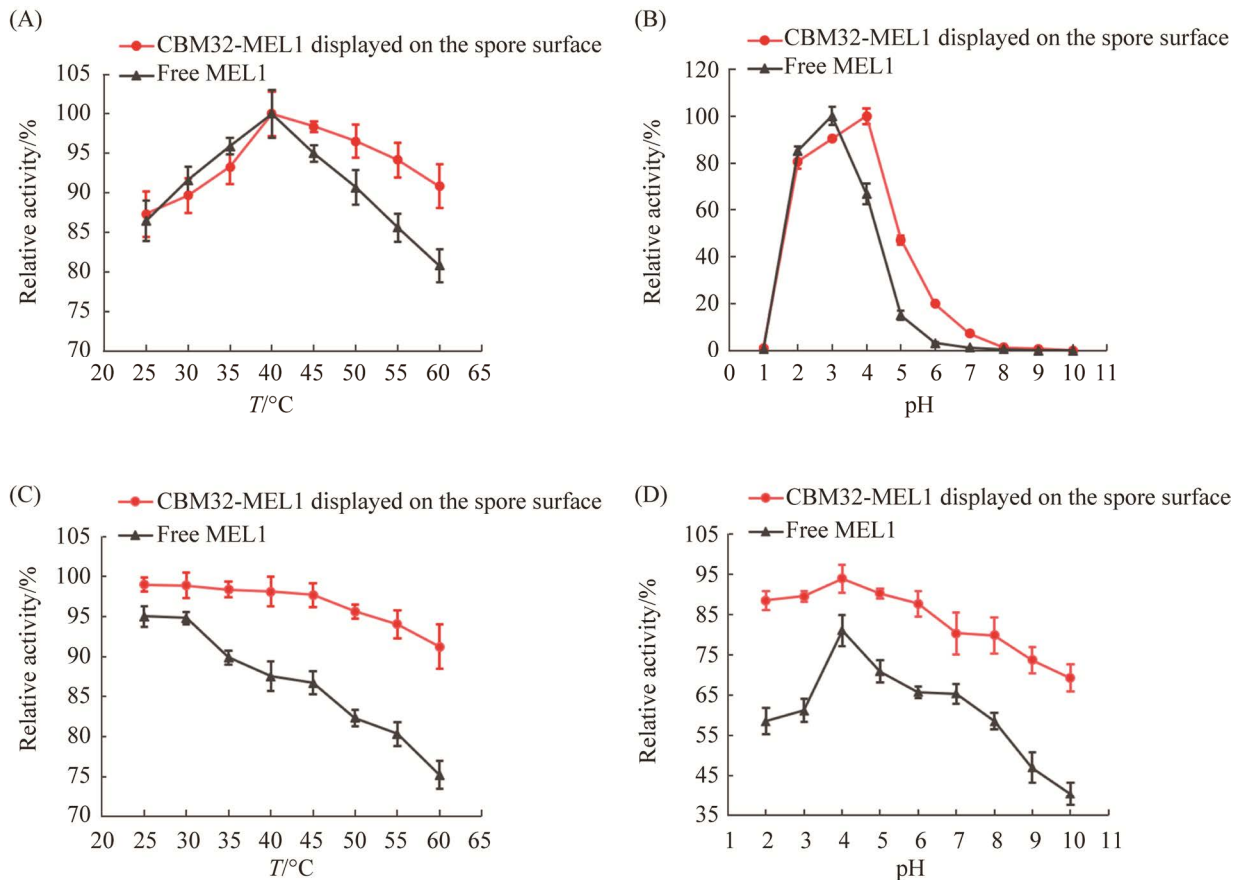 (A)
CBM32-MEL1 displayed on the spore surface
Free MEL1
105
100
95
90
85
80
75
70
Relative activity/%
20 25 30 35 40 45 50 55 60 65
T/°C
(B)
CBM32-MEL1 displayed on the spore surface
Free MEL1
120
100
80
60
40
20
0
Relative activity/%
0 1 2 3 4 5 6 7 8 9 10 11
pH
(C)
CBM32-MEL1 displayed on the spore surface
Free MEL1
105
100
95
90
85
80
75
70
Relative activity/%
20 25 30 35 40 45 50 55 60 65
T/°C
(D)
CBM32-MEL1 displayed on the spore surface
Free MEL1
105
95
85
75
65
55
45
35
Relative activity/%
1 2 3 4 5 6 7 8 9 10 11
pH